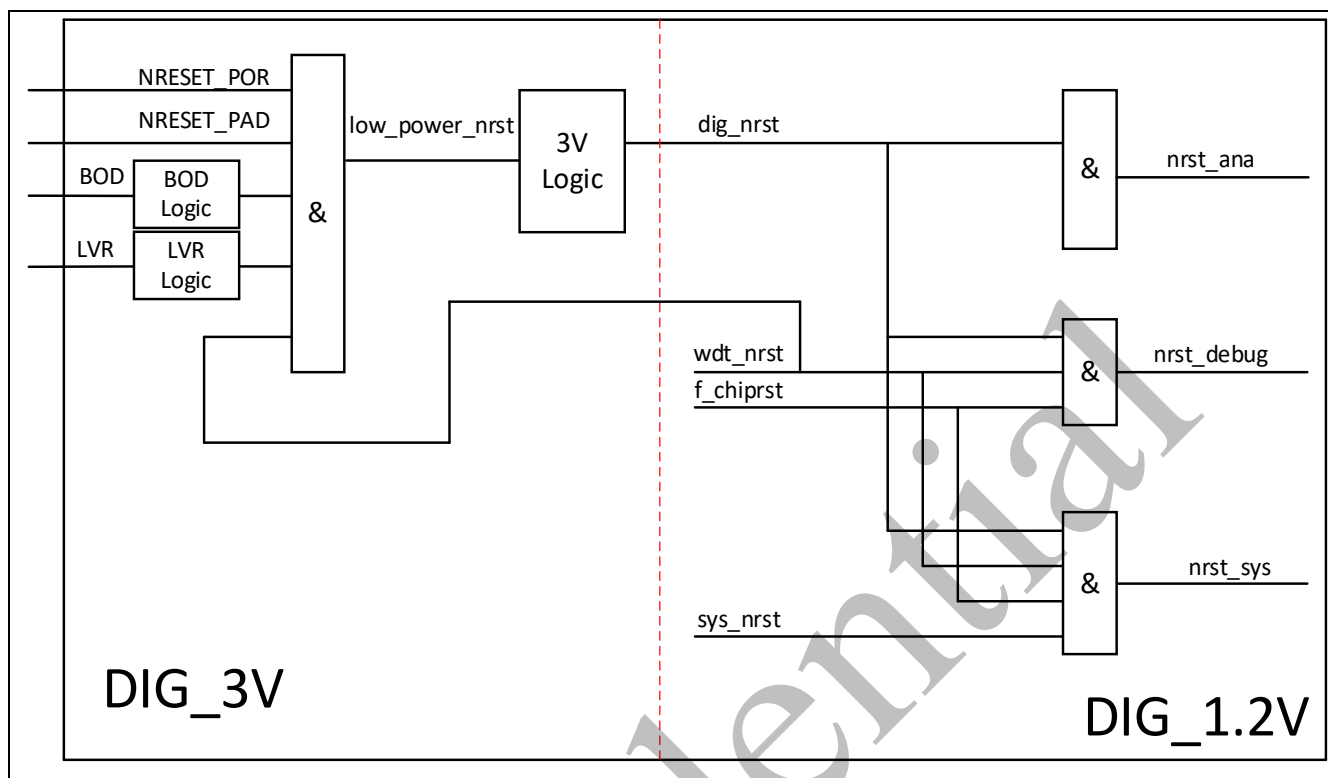 NRESET_POR
NRESET_PAD
BOD
BOD
Logic
LVR
LVR
Logic
&
low_power_nrst
3V
Logic
dig_nrst
&
nrst_ana
wdt_nrst
f_chiprst
&
nrst_debug
sys_nrst
&
nrst_sys
DIG_3V
DIG_1.2V
dential